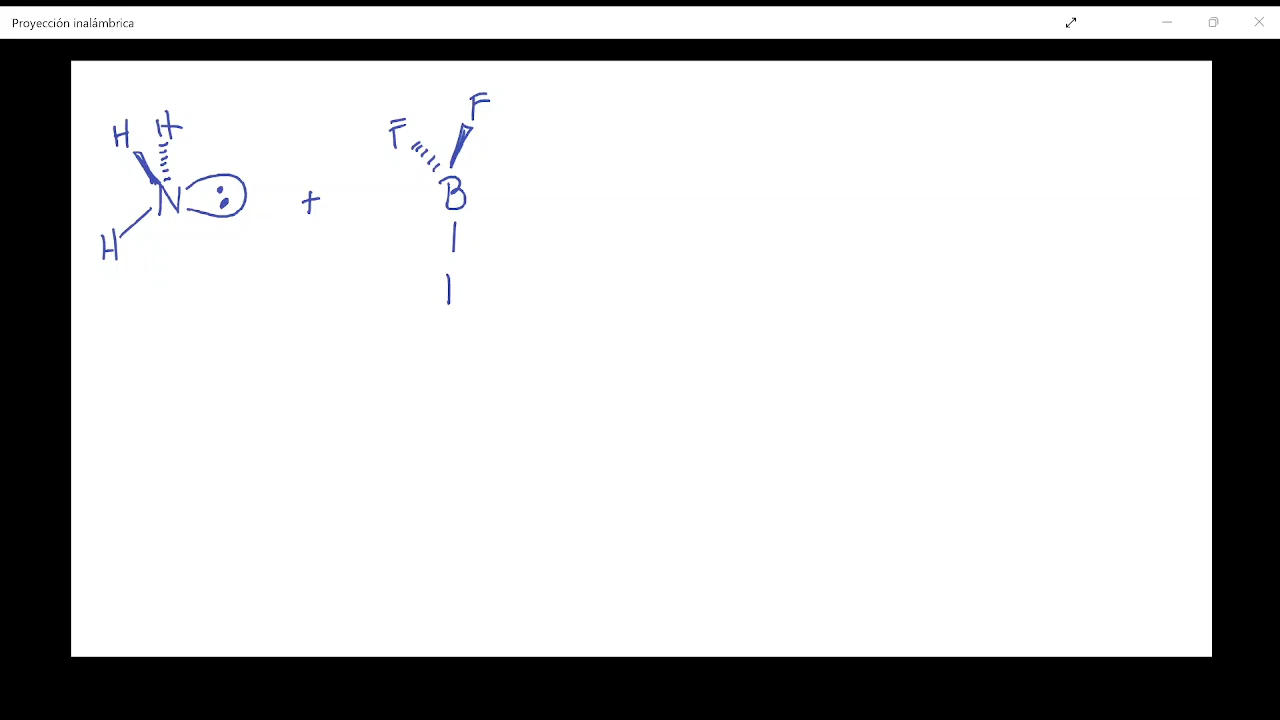 Proyección inalámbrica
H H F F
N : + B
H